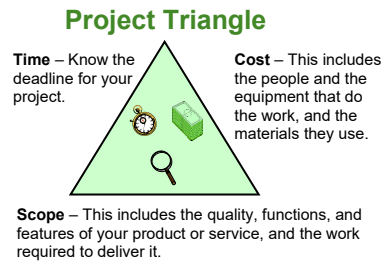 Project Triangle
Time – Know the
deadline for your
project.
Cost – This includes
the people and the
equipment that do
the work, and the
materials they use.
Scope – This includes the quality, functions, and
features of your product or service, and the work
required to deliver it.